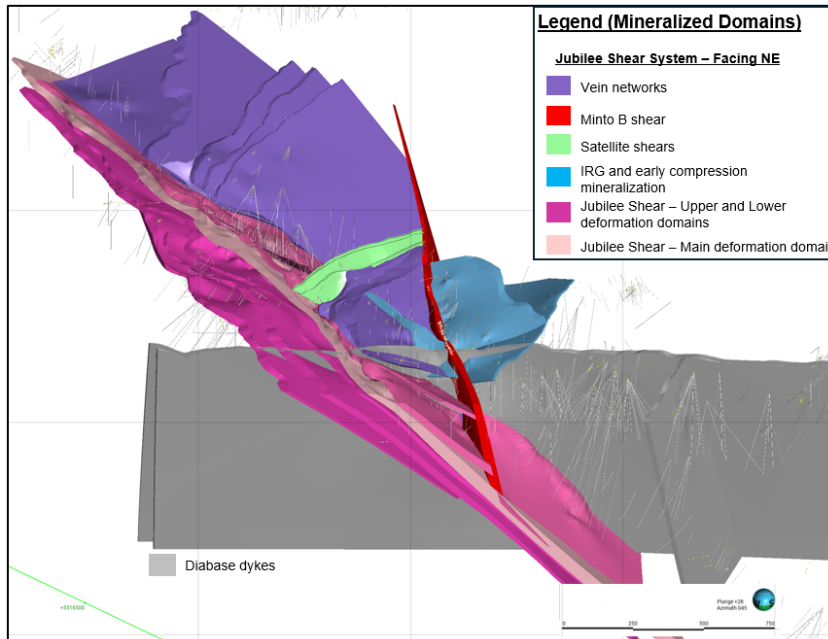 Legend (Mineralized Domains)
Jubilee Shear System – Facing NE
Vein networks
Minto B shear
Satellite shears
IRG and early compression
mineralization
Jubilee Shear – Upper and Lower
deformation domains
Jubilee Shear – Main deformation domai
Diabase dykes
+5316500
Plunge +26
Azimuth 043
0 250 500 750